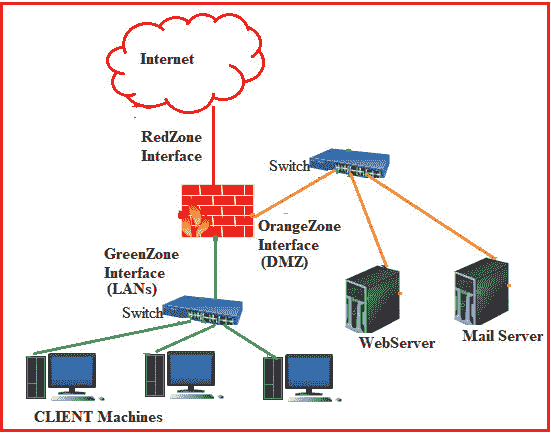 Internet
RedZone
Interface
Switch
OrangeZone
Interface
(DMZ)
GreenZone
Interface
(LANs)
Switch
WebServer
Mail Server
CLIENT Machines